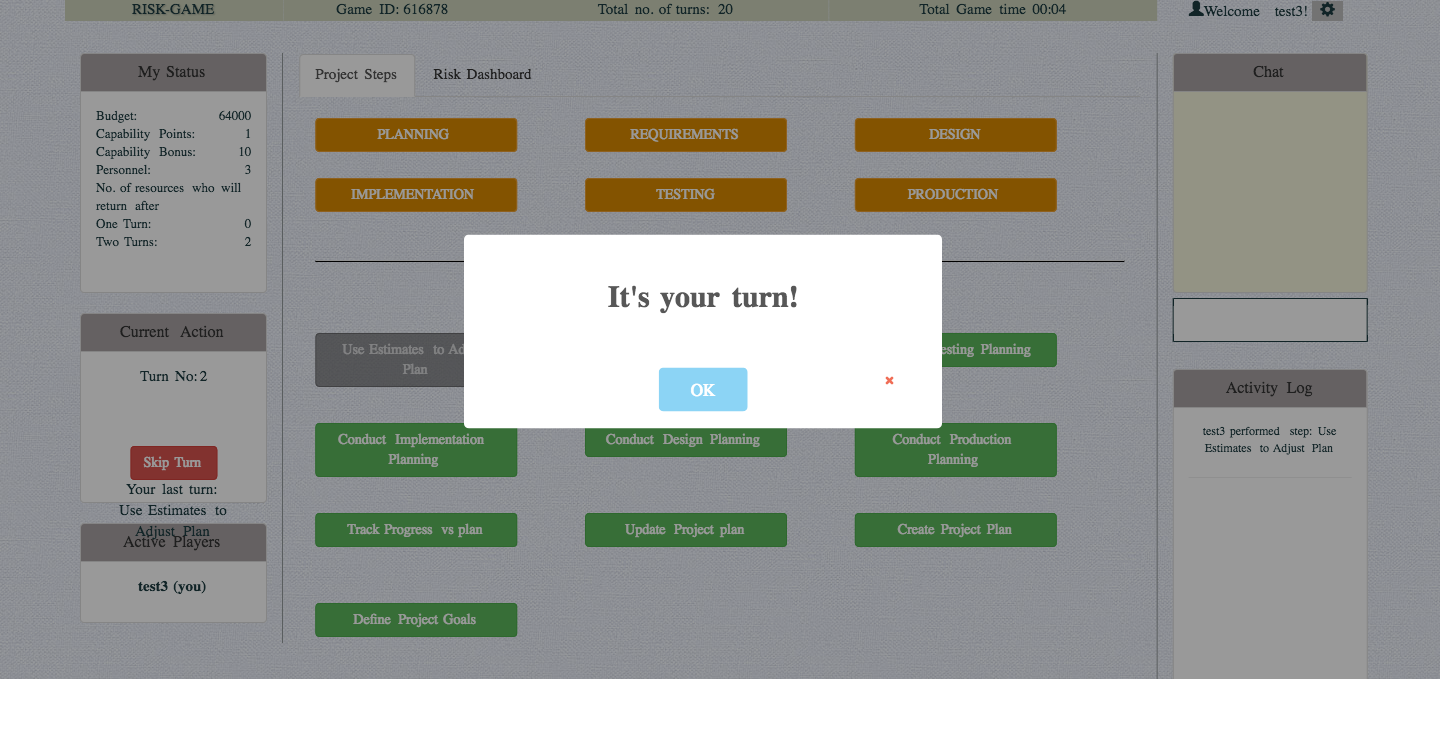 RISK-GAME
Game ID: 616878
Total no. of turns: 20
Total Game time 00:04
Welcome test3!
My Status
Budget: 64000
Capability Points: 1
Capability Bonus: 10
Personnel: 3
No. of resources who will
return after
One Turn: 0
Two Turns: 2
Current Action
Turn No: 2
Skip Turn
Your last turn:
Use Estimates to
Adjust Plan
Active Players
test3 (you)
Project Steps
Risk Dashboard
PLANNING
REQUIREMENTS
DESIGN
IMPLEMENTATION
TESTING
PRODUCTION
It's your turn!
OK
Use Estimates to Ad
Plan
esting Planning
Conduct Implementation
Planning
Conduct Design Planning
Conduct Production
Planning
Track Progress vs plan
Update Project plan
Create Project Plan
Define Project Goals
Chat
Activity Log
test3 performed step: Use
Estimates to Adjust Plan